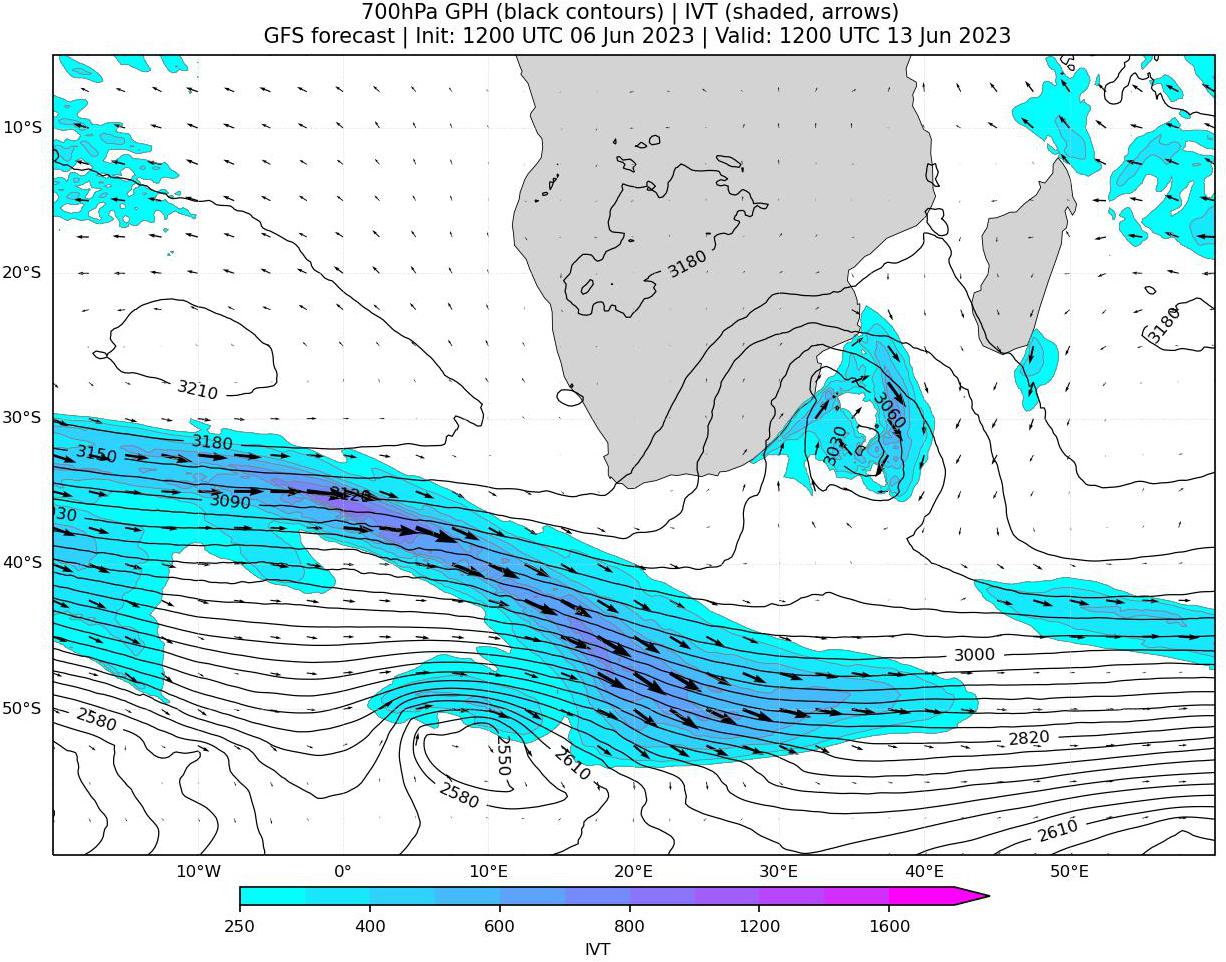 700hPa GPH (black contours) | IVT (shaded, arrows)
GFS forecast | Init: 1200 UTC 06 Jun 2023 | Valid: 1200 UTC 13 Jun 2023
10°S
20°S
30°S
40°S
50°S
3180
3180
3210
3180
3150
3120
3090
30
3060
3030
3000
2820
2580
2550
2610
2580
2610
10°W
0°
10°E
20°E
30°E
40°E
50°E
250
400
600
800
1200
1600
IVT